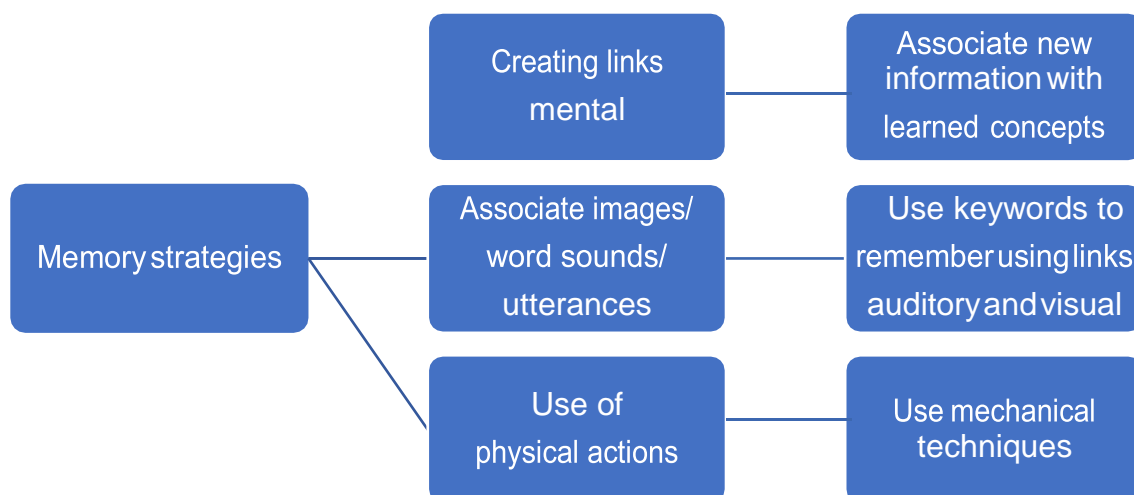 Creating links
mental
Associate new
information with
learned concepts
Memory strategies
Associate images/
word sounds/
utterances
Use keywords to
remember using links
auditory and visual
Use of
physical actions
Use mechanical
techniques